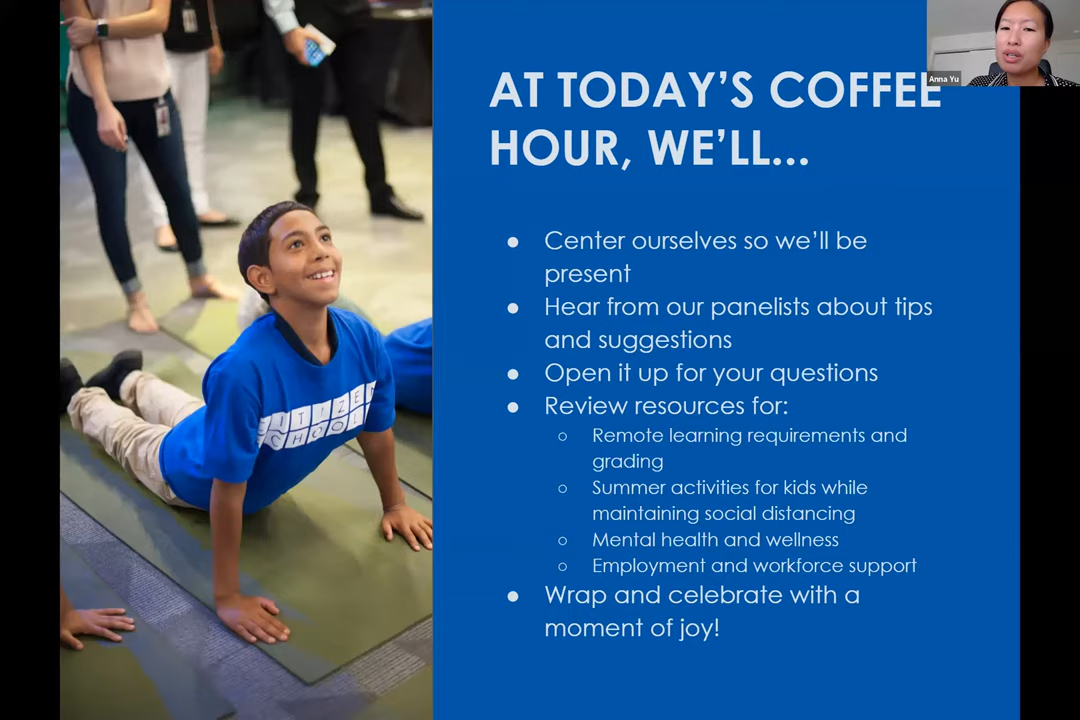 AT TODAY'S COFFEE
HOUR, WE'LL...
Anna Yu
● Center ourselves so we'll be
present
● Hear from our panelists about tips
and suggestions
● Open it up for your questions
● Review resources for:
○ Remote learning requirements and
grading
○ Summer activities for kids while
maintaining social distancing
○ Mental health and wellness
○ Employment and workforce support
● Wrap and celebrate with a
moment of joy!
CITIZEN
SCHOOL